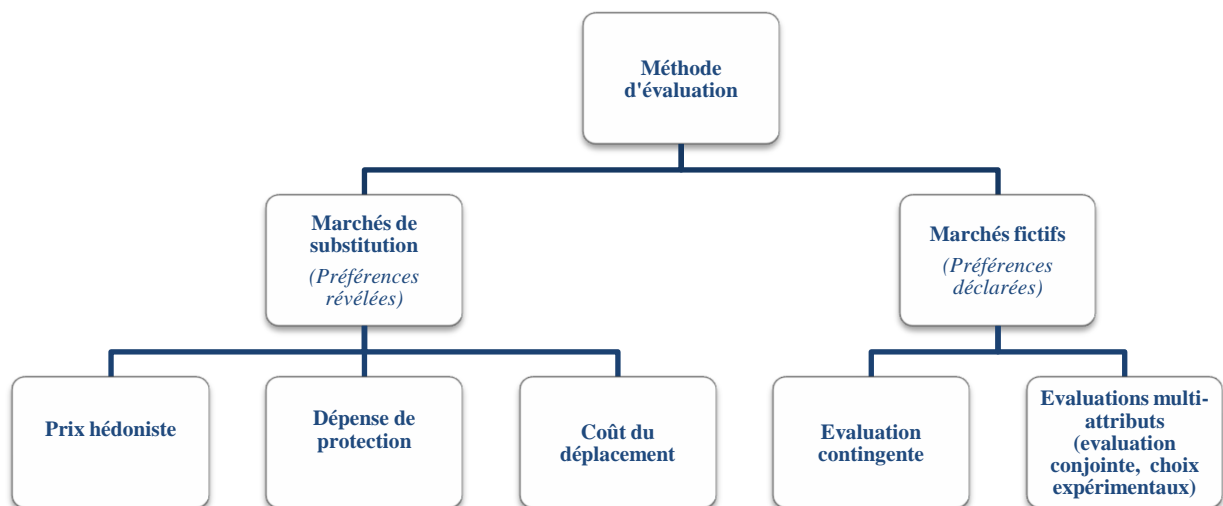 Méthode
d'évaluation
Marchés de
substitution
(Préférences
révélées)
Marchés fictifs
(Préférences
déclarées)
Prix hédoniste
Dépense de
protection
Coût du
déplacement
Evaluation
contingente
Evaluations multi-
attributs
(evaluation
conjointe, choix
expérimentaux)